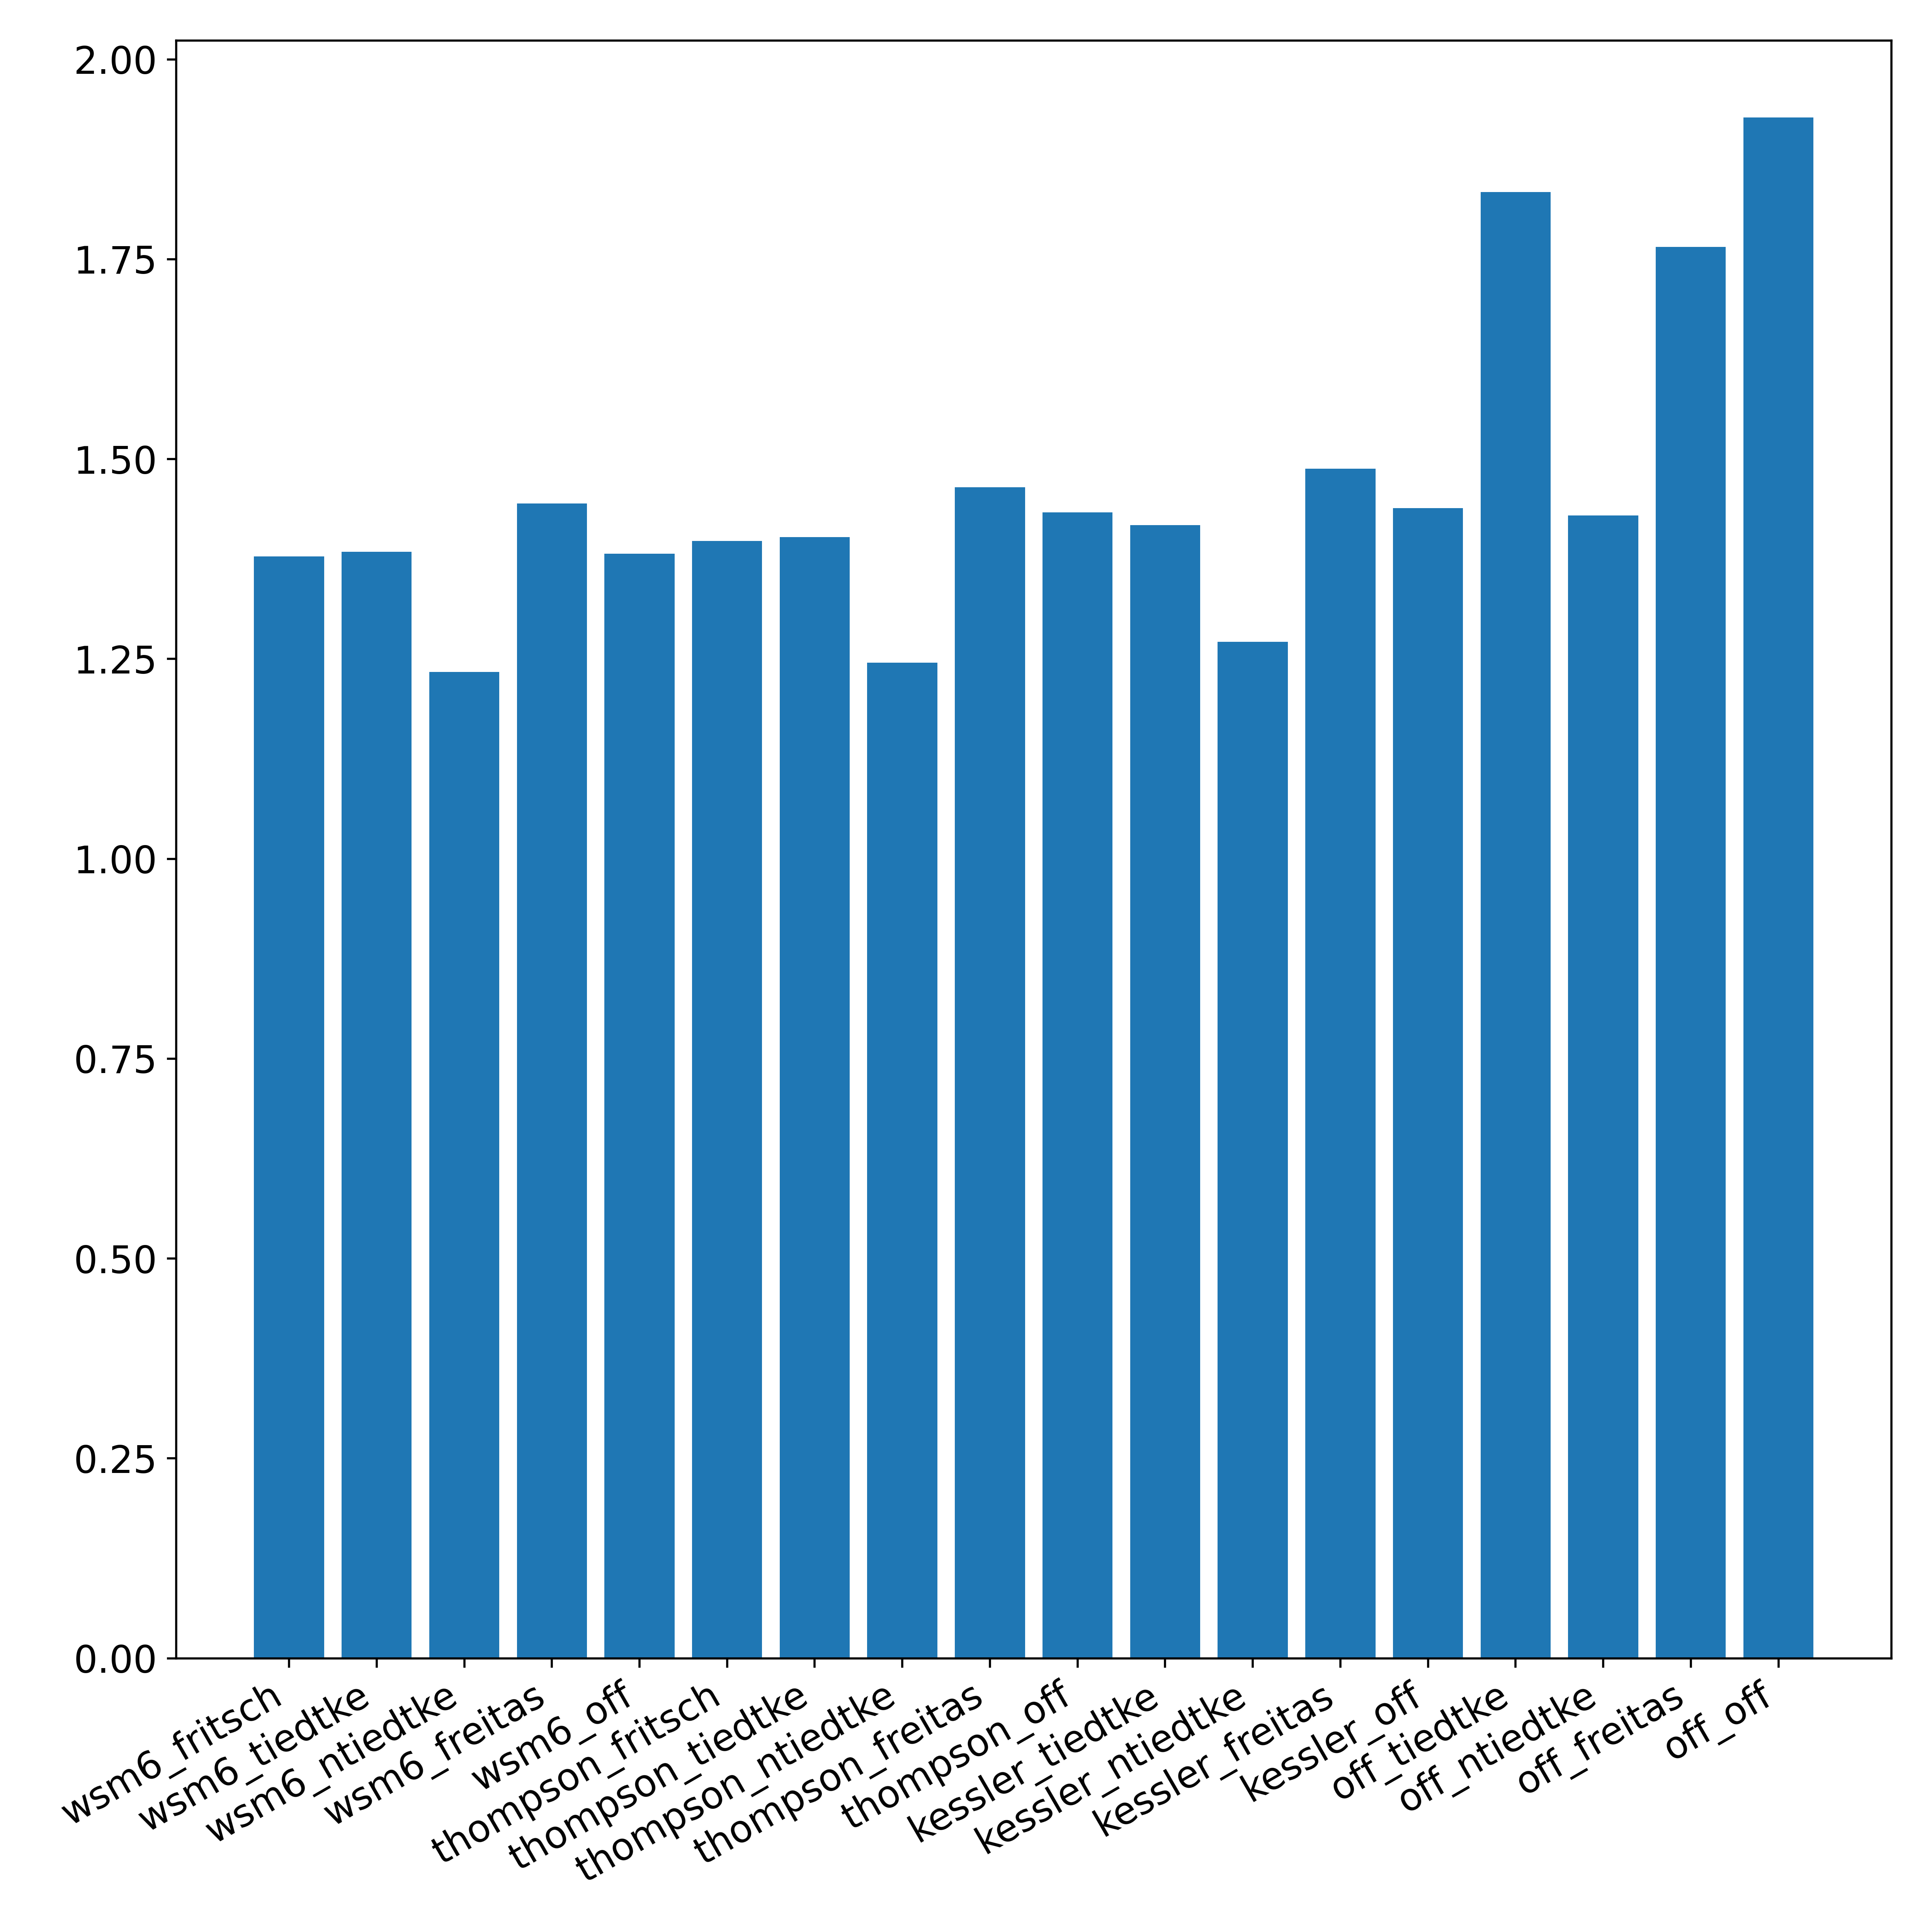 2.00
1.75
1.50
1.25
1.00
0.75
0.50
0.25
0.00
wsm6_fritsch
wsm6_tiedtke
wsm6_ntiedtke
wsm6_freitas
wsm6_off
thompson_fritsch
thompson_tiedtke
thompson_ntiedtke
thompson_freitas
thompson_off
kessler_tiedtke
kessler_ntiedtke
kessler_freitas
kessler_off
off_tiedtke
off_ntiedtke
off_freitas
off_off